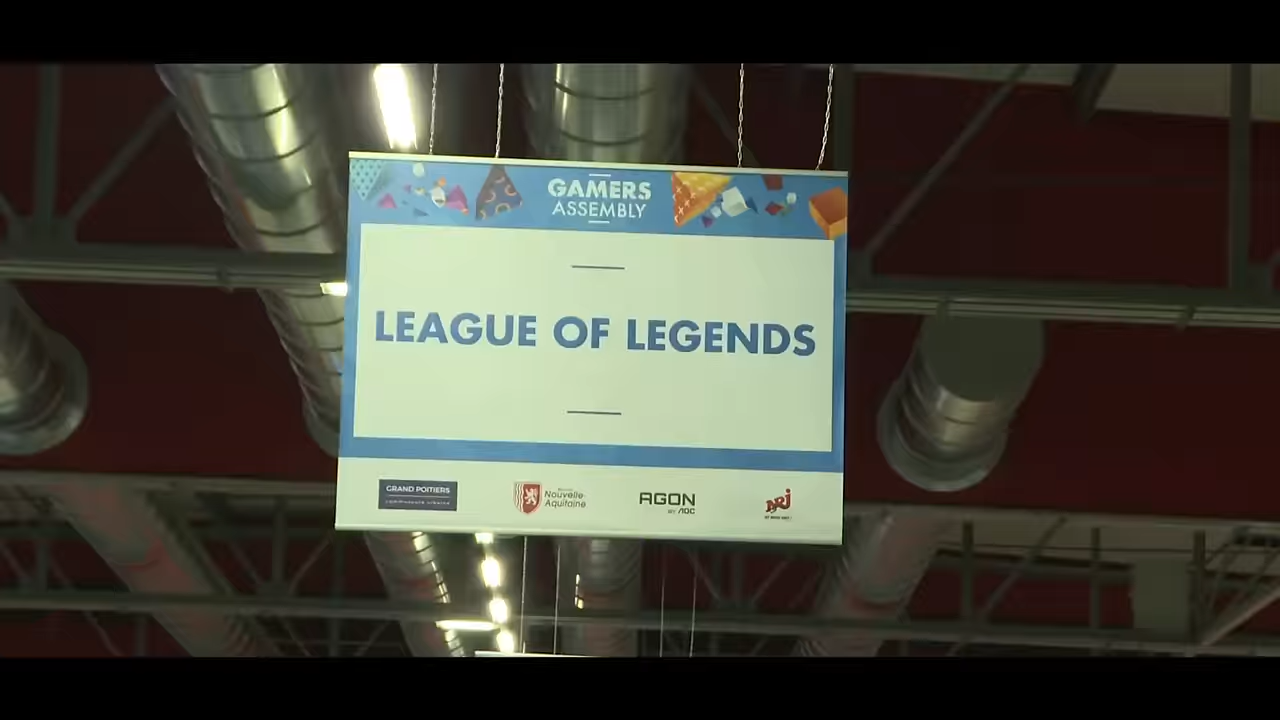 GAMERS
ASSEMBLY
LEAGUE OF LEGENDS
GRAND POITIERS
Nouvelle-
Aquitaine
AGON
BY AOC
NRJ